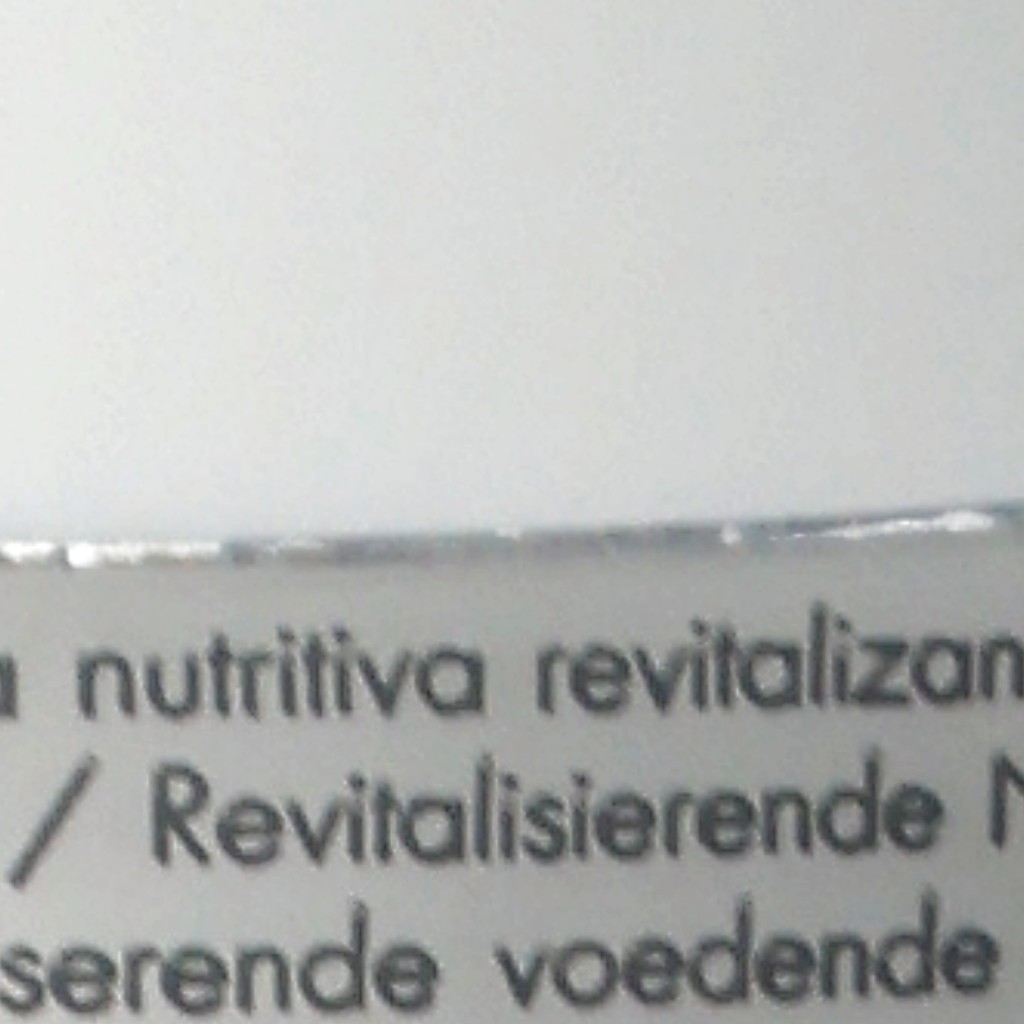 a nutritiva revitalizan
/ Revitalisierende N
serende voedende